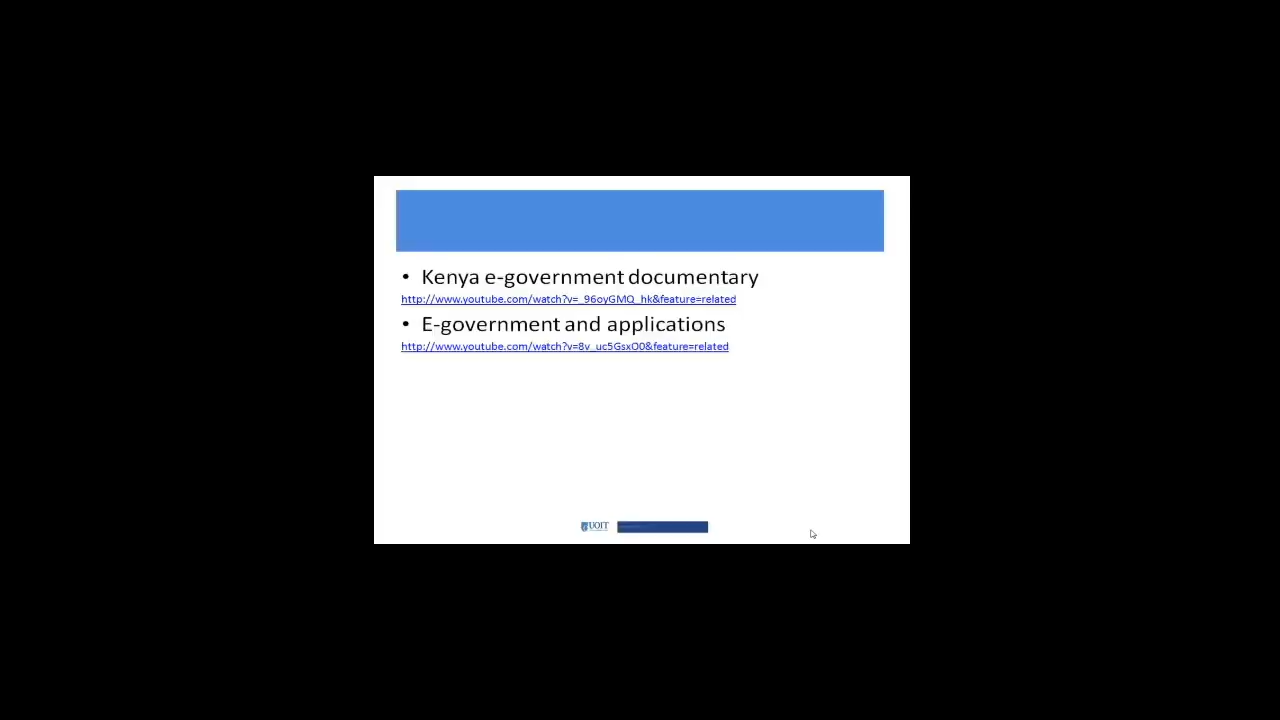 • Kenya e-government documentary
http://www.youtube.com/watch?v=_96oyGMQ_hk&feature=related
• E-government and applications
http://www.youtube.com/watch?v=8v_uc5GsxO0&feature=related
UOIT